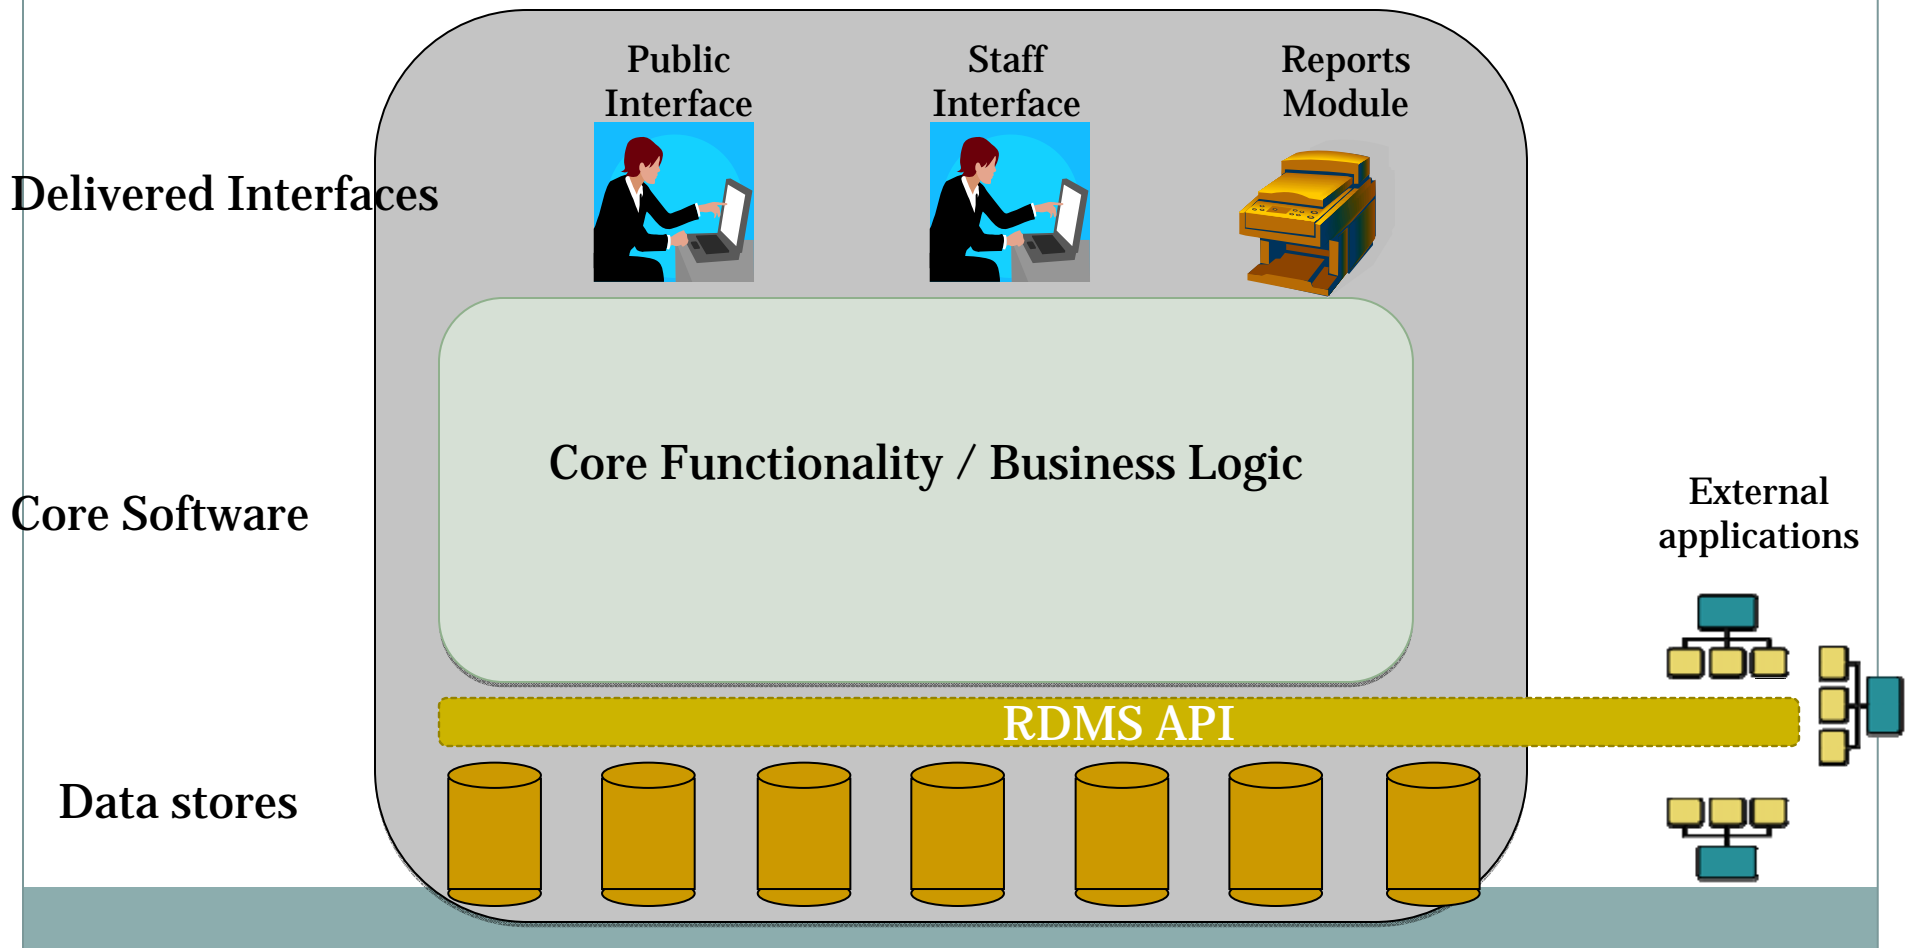 Public
Interface
Staff
Interface
Reports
Module
Delivered Interfaces
Core Functionality / Business Logic
Core Software
External
applications
RDMS API
Data stores